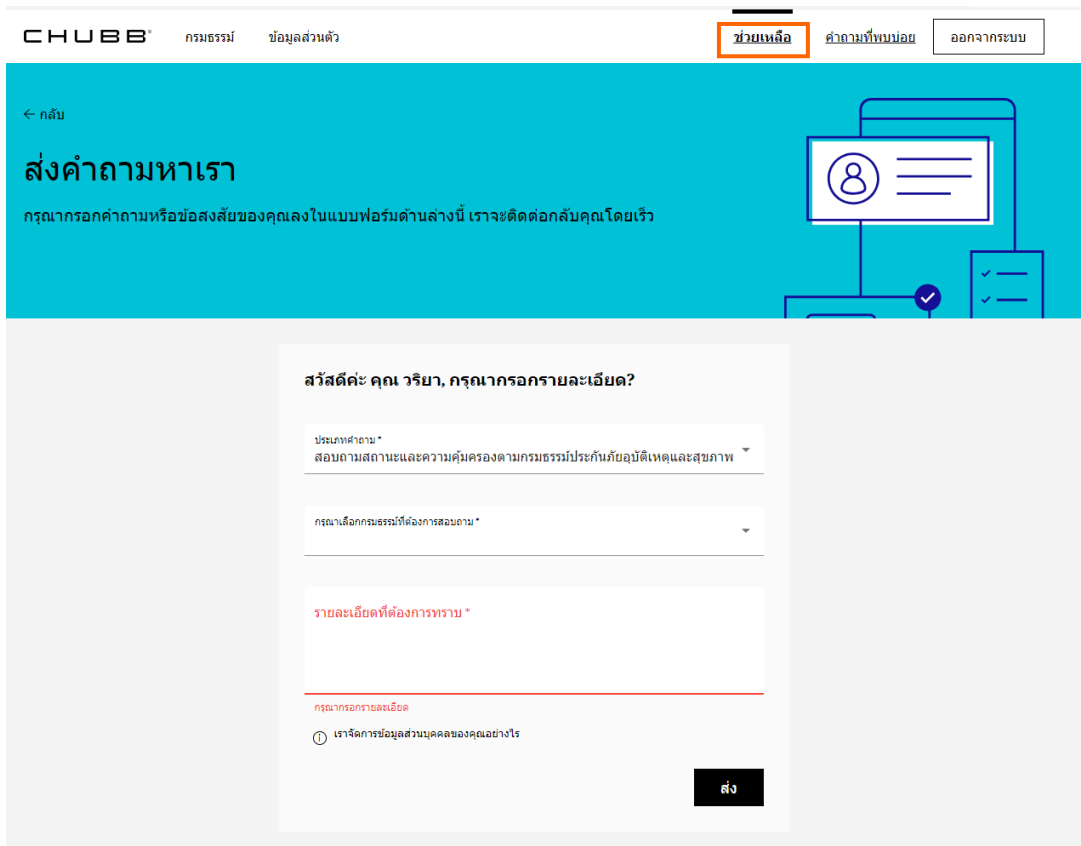 CHUBB®
กรมธรรม์
ข้อมูลส่วนตัว
ช่วยเหลือ
คำถามที่พบบ่อย
ออกจากระบบ
← กลับ
ส่งคำถามหาเรา
กรุณากรอกคำถามหรือข้อสงสัยของคุณลงในแบบฟอร์มด้านล่างนี้ เราจะติดต่อกลับคุณโดยเร็ว
สวัสดีค่ะ คุณ วริยา, กรุณากรอกรายละเอียด?
ประเภทคำถาม *
สอบถามสถานะและความคุ้มครองตามกรมธรรม์ประกันภัยอุบัติเหตุและสุขภาพ
กรุณาเลือกกรมธรรม์ที่ต้องการสอบถาม *
รายละเอียดที่ต้องการทราบ *
กรุณากรอกรายละเอียด
เราจัดการข้อมูลส่วนบุคคลของคุณอย่างไร
ส่ง